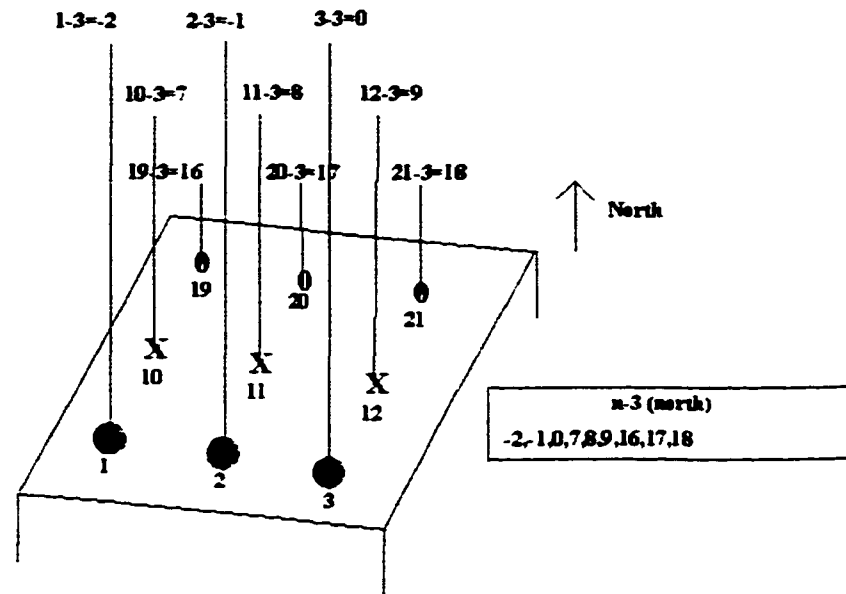 1-3=-2 2-3=-1 3-3=0
10-3=7 11-3=8 12-3=9
19-3=16 20-3=17 21-3=18
North
19 20 21
X X X
10 11 12
n-3 (north)
-2,-1,0,7,8,9,16,17,18
1 2 3